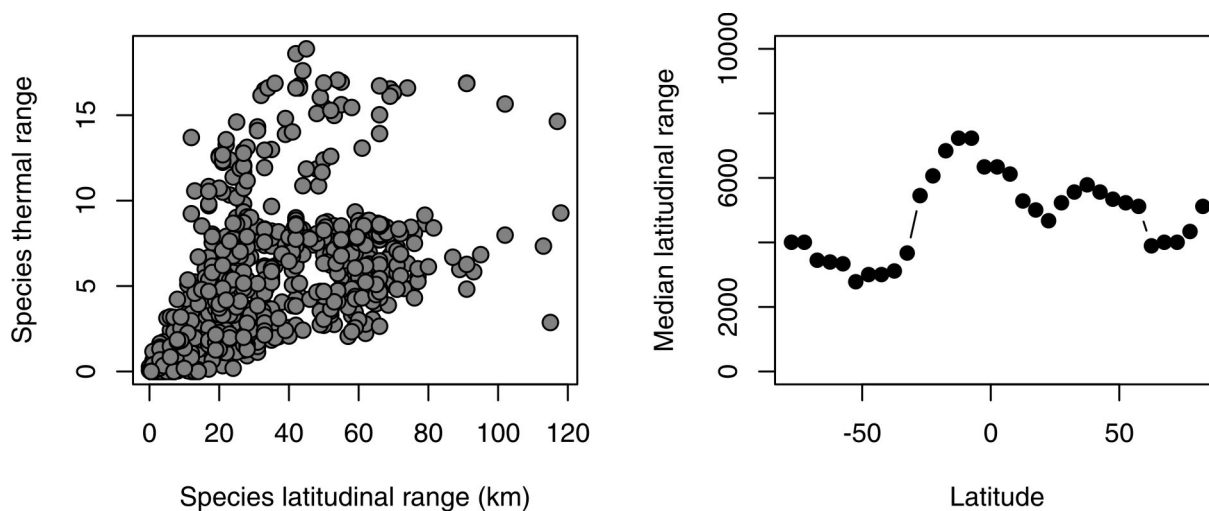 Species thermal range
15
10
5
0
0 20 40 60 80 100 120
Species latitudinal range (km)
Median latitudinal range
10000
6000
2000
0
-50 0 50
Latitude